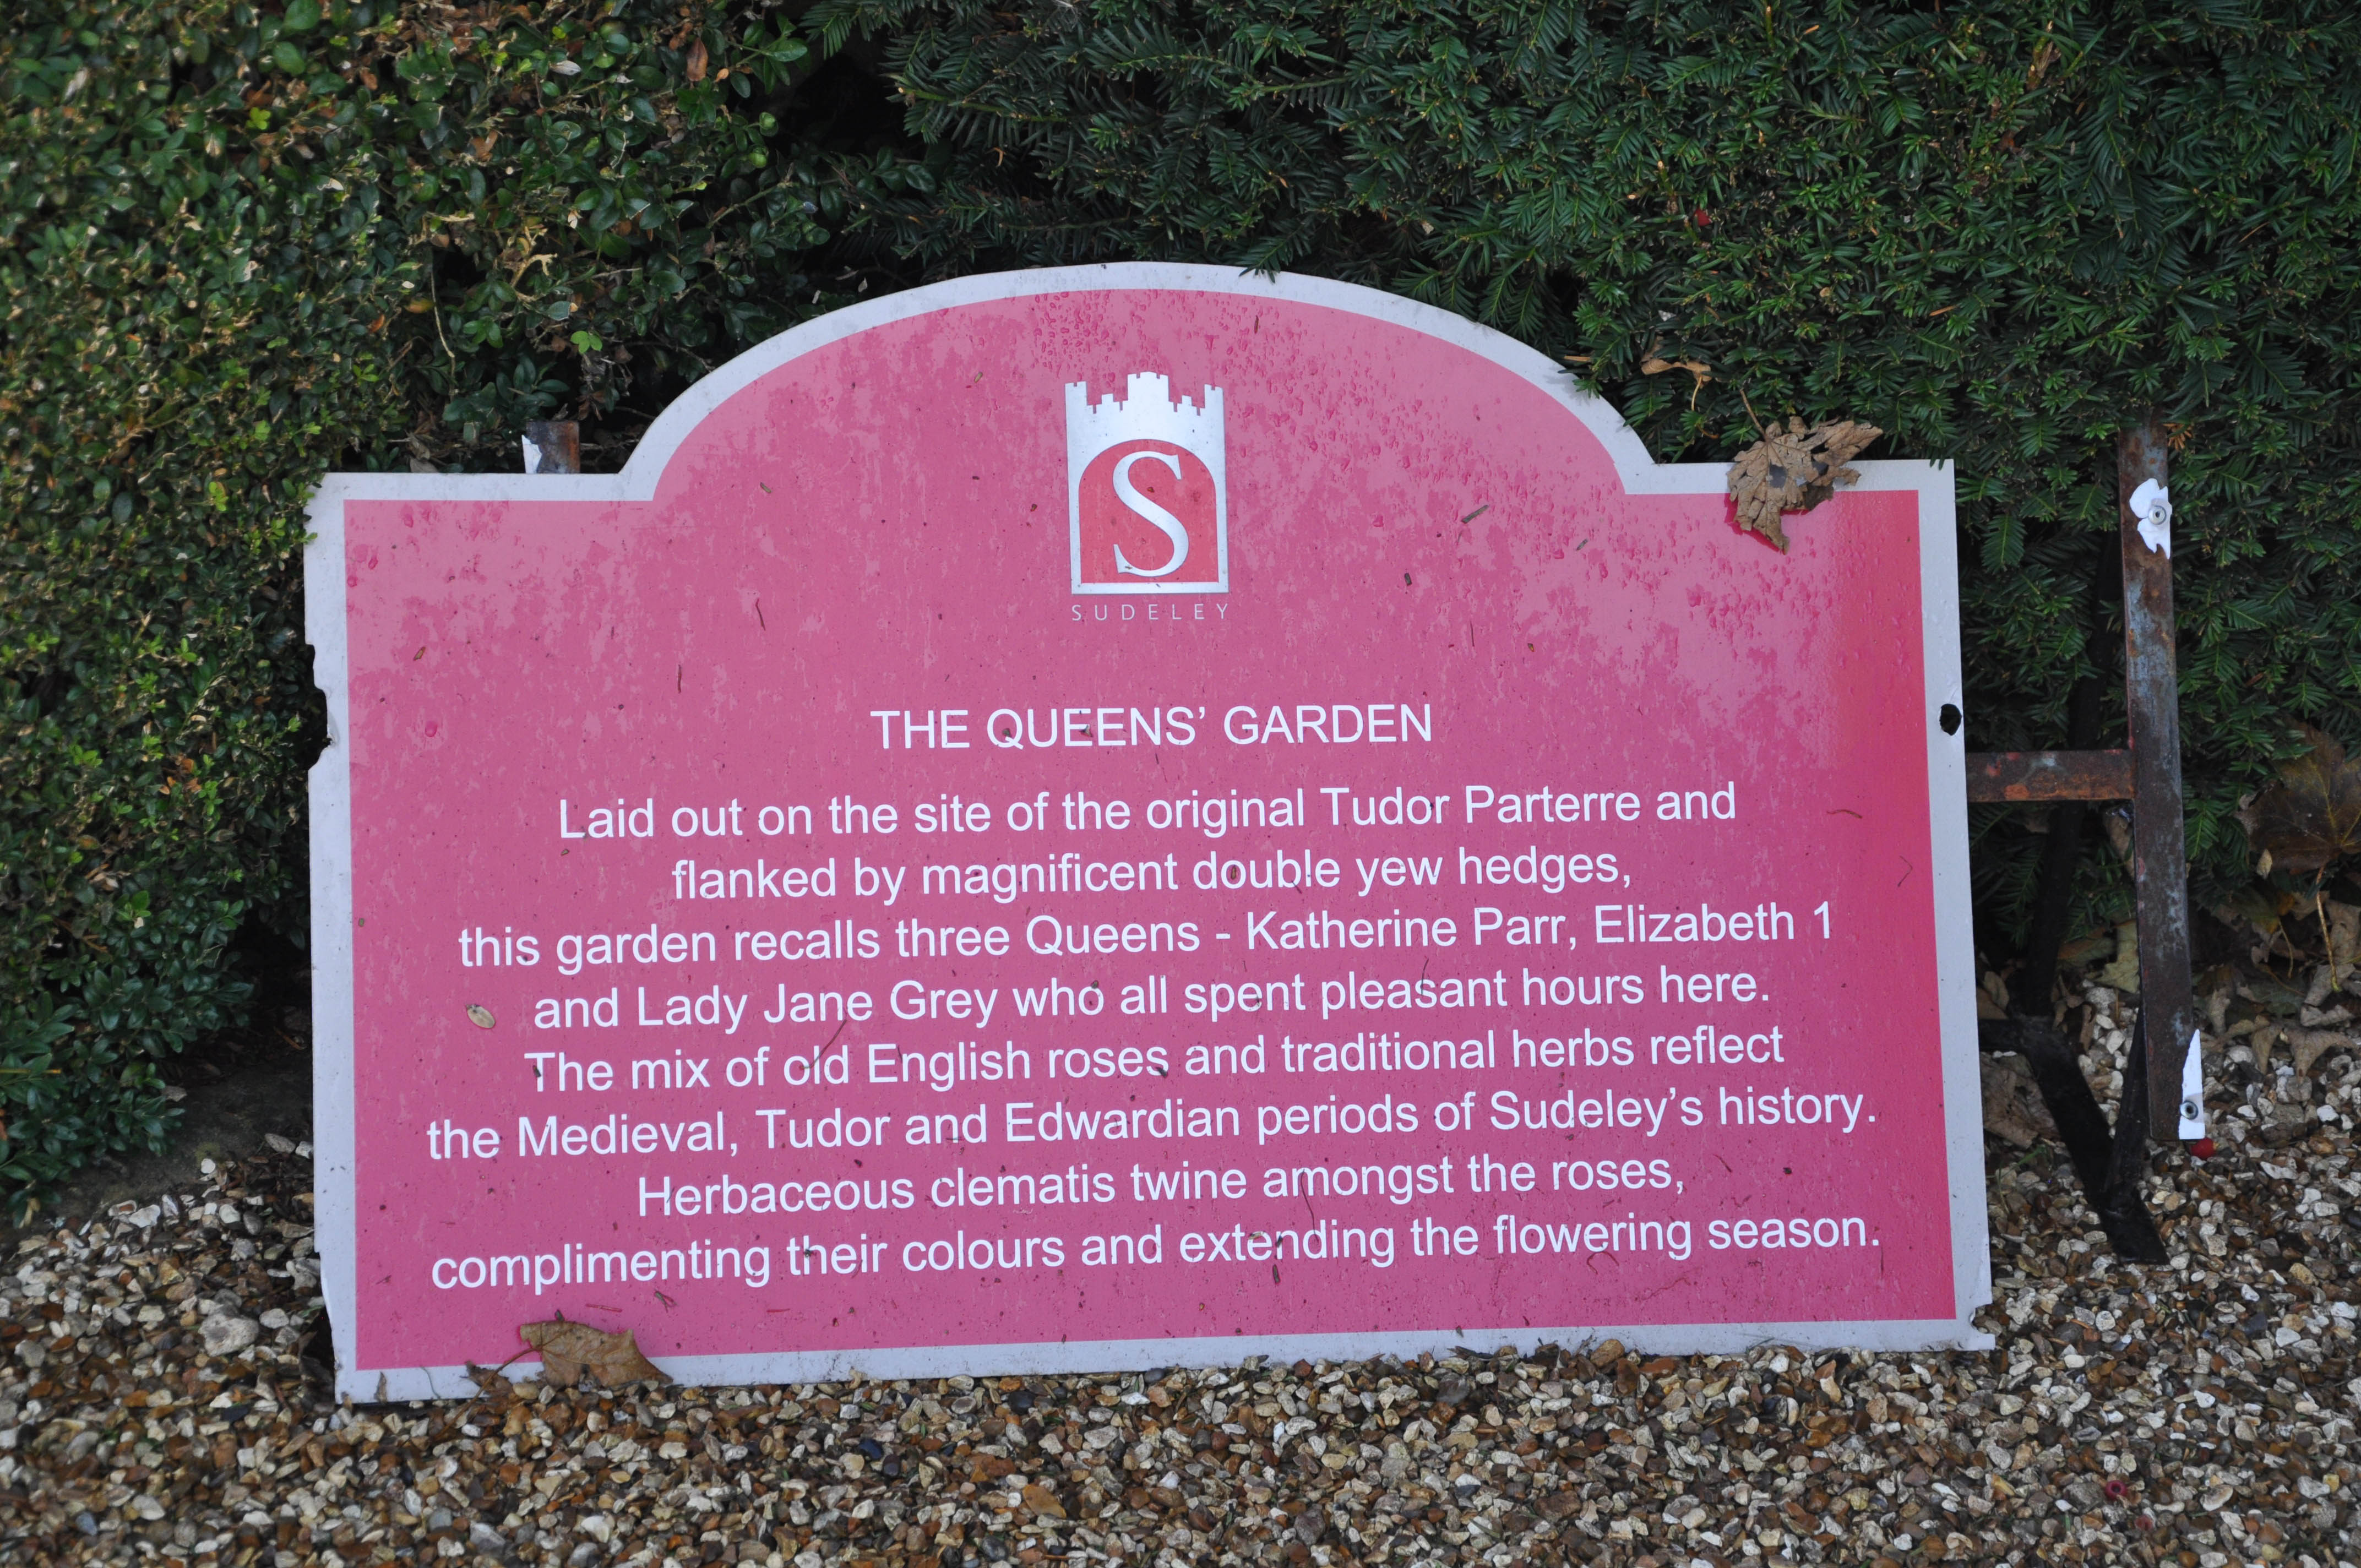 S
SUDELEY
THE QUEENS’ GARDEN
Laid out on the site of the original Tudor Parterre and
flanked by magnificent double yew hedges,
this garden recalls three Queens - Katherine Parr, Elizabeth 1
and Lady Jane Grey who all spent pleasant hours here.
The mix of old English roses and traditional herbs reflect
the Medieval, Tudor and Edwardian periods of Sudeley’s history.
Herbaceous clematis twine amongst the roses,
complimenting their colours and extending the flowering season.